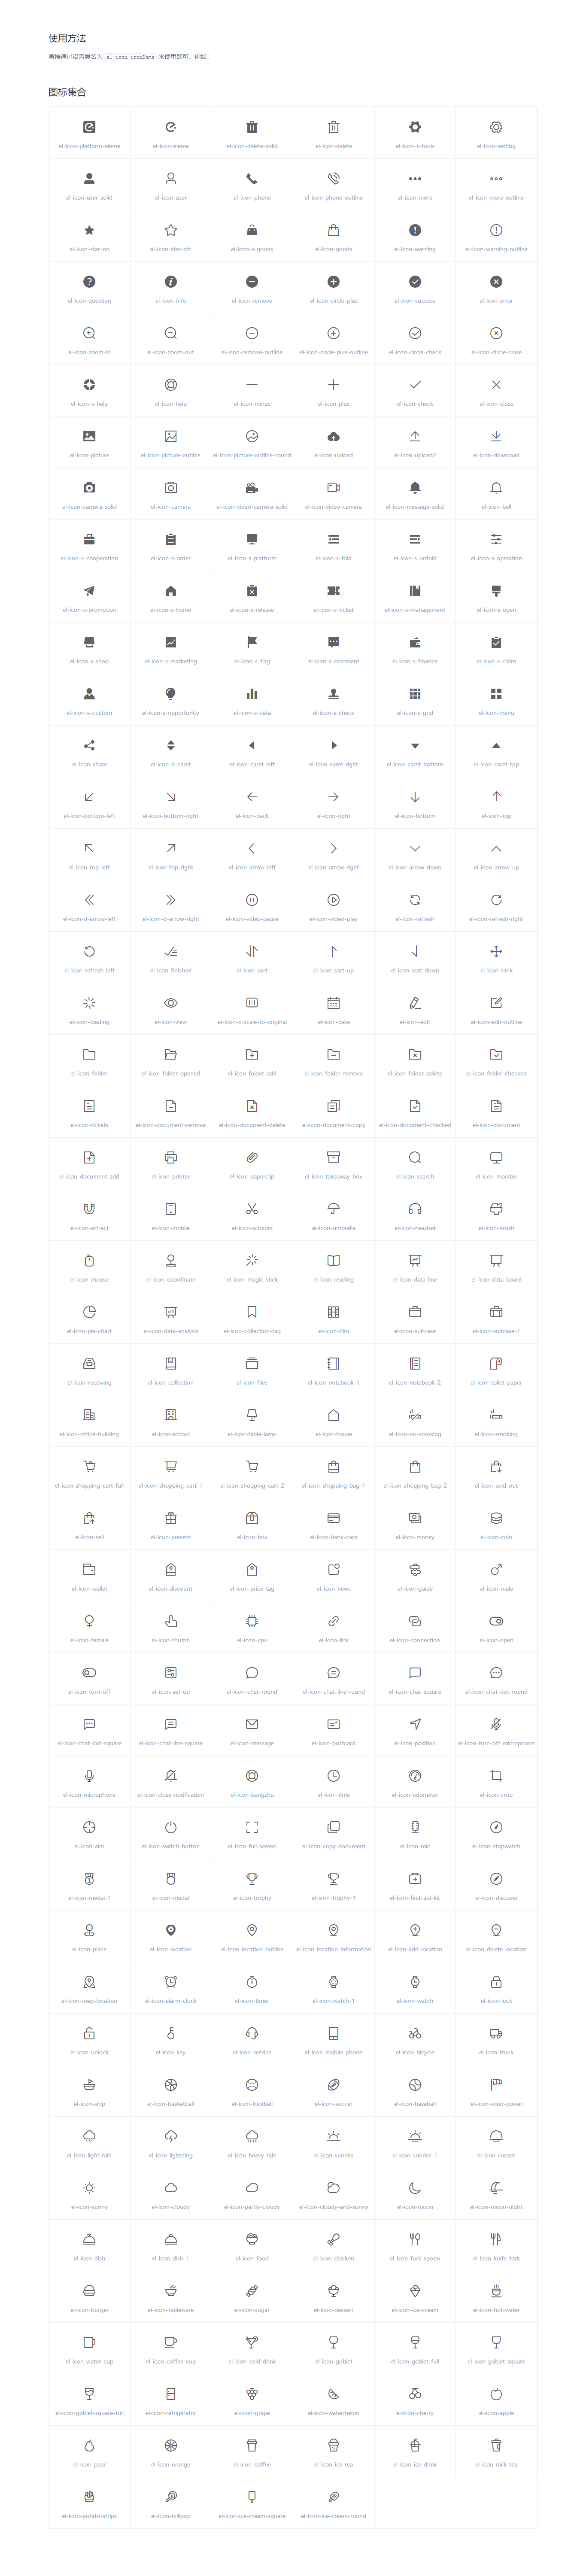 使用方法
直接通过设置类名为 el-icon-iconName 来使用即可。例如：
图标集合
el-icon-platform-eleme el-icon-eleme el-icon-delete-solid el-icon-delete el-icon-s-tools el-icon-setting
el-icon-user-solid el-icon-user el-icon-phone el-icon-phone-outline el-icon-more el-icon-more-outline
el-icon-star-on el-icon-star-off el-icon-s-goods el-icon-goods el-icon-warning el-icon-warning-outline
el-icon-question el-icon-info el-icon-remove el-icon-circle-plus el-icon-success el-icon-error
el-icon-zoom-in el-icon-zoom-out el-icon-remove-outline el-icon-circle-plus-outline el-icon-circle-check el-icon-circle-close
el-icon-s-help el-icon-help el-icon-minus el-icon-plus el-icon-check el-icon-close
el-icon-picture el-icon-picture-outline el-icon-picture-outline-round el-icon-upload el-icon-upload2 el-icon-download
el-icon-camera-solid el-icon-camera el-icon-video-camera-solid el-icon-video-camera el-icon-message-solid el-icon-bell
el-icon-s-cooperation el-icon-s-order el-icon-s-platform el-icon-s-fold el-icon-s-unfold el-icon-s-operation
el-icon-s-promotion el-icon-s-home el-icon-s-release el-icon-s-ticket el-icon-s-management el-icon-s-open
el-icon-s-shop el-icon-s-marketing el-icon-s-flag el-icon-s-comment el-icon-s-finance el-icon-s-claim
el-icon-s-custom el-icon-s-opportunity el-icon-s-data el-icon-s-check el-icon-s-grid el-icon-menu
el-icon-share el-icon-d-caret el-icon-caret-left el-icon-caret-right el-icon-caret-bottom el-icon-caret-top
el-icon-bottom-left el-icon-bottom-right el-icon-back el-icon-right el-icon-bottom el-icon-top
el-icon-top-left el-icon-top-right el-icon-arrow-left el-icon-arrow-right el-icon-arrow-down el-icon-arrow-up
el-icon-d-arrow-left el-icon-d-arrow-right el-icon-video-pause el-icon-video-play el-icon-refresh el-icon-refresh-right
el-icon-refresh-left el-icon-finished el-icon-sort el-icon-sort-up el-icon-sort-down el-icon-rank
el-icon-loading el-icon-view el-icon-c-scale-to-original el-icon-date el-icon-edit el-icon-edit-outline
el-icon-folder el-icon-folder-opened el-icon-folder-add el-icon-folder-remove el-icon-folder-delete el-icon-folder-checked
el-icon-tickets el-icon-document-remove el-icon-document-delete el-icon-document-copy el-icon-document-checked el-icon-document
el-icon-document-add el-icon-printer el-icon-paperclip el-icon-takeaway-box el-icon-search el-icon-monitor
el-icon-attract el-icon-mobile el-icon-scissors el-icon-umbrella el-icon-headset el-icon-brush
el-icon-mouse el-icon-coordinate el-icon-magic-stick el-icon-reading el-icon-data-line el-icon-data-board
el-icon-pie-chart el-icon-data-analysis el-icon-collection-tag el-icon-film el-icon-suitcase el-icon-suitcase-1
el-icon-receiving el-icon-collection el-icon-files el-icon-notebook-1 el-icon-notebook-2 el-icon-toilet-paper
el-icon-office-building el-icon-school el-icon-table-lamp el-icon-house el-icon-no-smoking el-icon-smoking
el-icon-shopping-cart-full el-icon-shopping-cart-1 el-icon-shopping-cart-2 el-icon-shopping-bag-1 el-icon-shopping-bag-2 el-icon-sold-out
el-icon-sell el-icon-present el-icon-box el-icon-bank-card el-icon-money el-icon-coin
el-icon-wallet el-icon-discount el-icon-price-tag el-icon-news el-icon-guide el-icon-male
el-icon-female el-icon-thumb el-icon-cpu el-icon-link el-icon-connection el-icon-open
el-icon-turn-off el-icon-set-up el-icon-chat-round el-icon-chat-line-round el-icon-chat-square el-icon-chat-dot-round
el-icon-chat-dot-square el-icon-chat-line-square el-icon-message el-icon-postcard el-icon-position el-icon-turn-off-microphone
el-icon-microphone el-icon-close-notification el-icon-bangzhu el-icon-time el-icon-odometer el-icon-crop
el-icon-aim el-icon-switch-button el-icon-full-screen el-icon-copy-document el-icon-mic el-icon-stopwatch
el-icon-medal-1 el-icon-medal el-icon-trophy el-icon-trophy-1 el-icon-first-aid-kit el-icon-discover
el-icon-place el-icon-location el-icon-location-outline el-icon-location-information el-icon-add-location el-icon-delete-location
el-icon-map-location el-icon-alarm-clock el-icon-timer el-icon-watch-1 el-icon-watch el-icon-lock
el-icon-unlock el-icon-key el-icon-service el-icon-mobile-phone el-icon-bicycle el-icon-truck
el-icon-ship el-icon-basketball el-icon-football el-icon-soccer el-icon-baseball el-icon-wind-power
el-icon-light-rain el-icon-lightning el-icon-heavy-rain el-icon-sunrise el-icon-sunrise-1 el-icon-sunset
el-icon-sunny el-icon-cloudy el-icon-partly-cloudy el-icon-cloudy-and-sunny el-icon-moon el-icon-moon-night
el-icon-dish el-icon-dish-1 el-icon-food el-icon-chicken el-icon-fork-spoon el-icon-knife-fork
el-icon-burger el-icon-tableware el-icon-sugar el-icon-dessert el-icon-ice-cream el-icon-hot-water
el-icon-water-cup el-icon-coffee-cup el-icon-cold-drink el-icon-goblet el-icon-goblet-full el-icon-goblet-square
el-icon-goblet-square-full el-icon-refrigerator el-icon-grape el-icon-watermelon el-icon-cherry el-icon-apple
el-icon-pear el-icon-orange el-icon-coffee el-icon-ice-tea el-icon-ice-drink el-icon-milk-tea
el-icon-potato-strips el-icon-lollipop el-icon-ice-cream-square el-icon-ice-cream-round